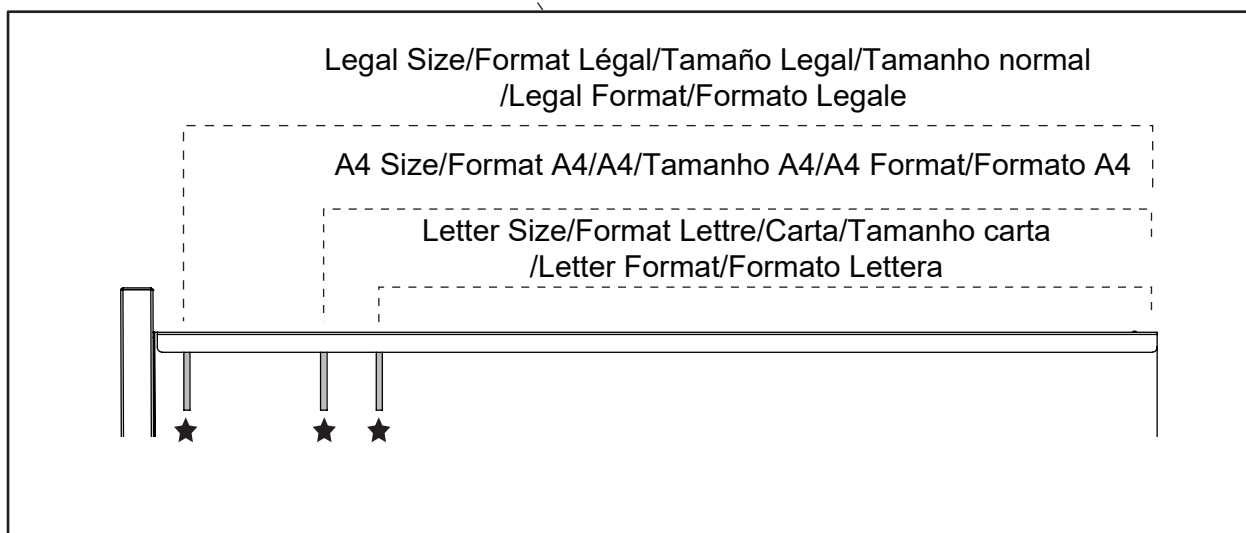 Legal Size/Format Légal/Tamaño Legal/Tamanho normal
/Legal Format/Formato Legale
A4 Size/Format A4/A4/Tamanho A4/A4 Format/Formato A4
Letter Size/Format Lettre/Carta/Tamanho carta
/Letter Format/Formato Lettera